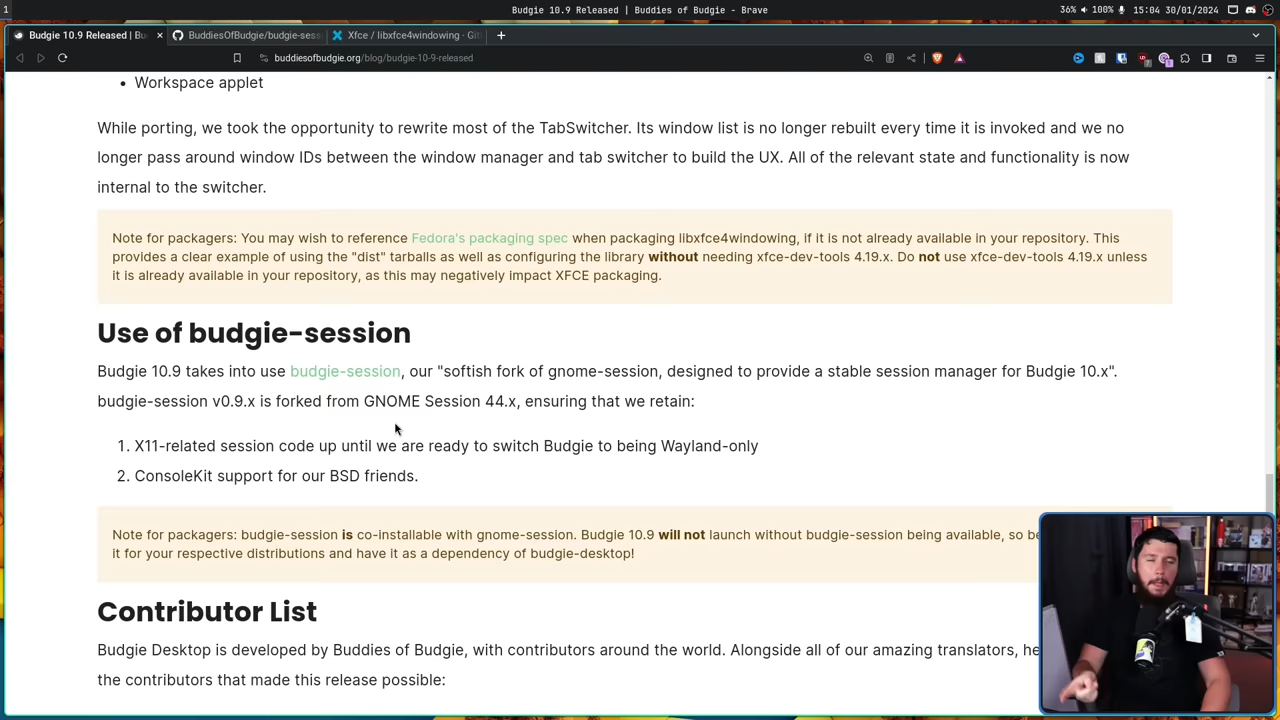 1
Budgie 10.9 Released | Buddies of Budgie - Brave
36% 100% 15:04 30/01/2024
Budgie 10.9 Released | Bu
BuddiesOfBudgie/budgie-sess
Xfce / libxfce4windowing · Git
buddiesofbudgie.org/blog/budgie-10-9-released
• Workspace applet
While porting, we took the opportunity to rewrite most of the TabSwitcher. Its window list is no longer rebuilt every time it is invoked and we no
longer pass around window IDs between the window manager and tab switcher to build the UX. All of the relevant state and functionality is now
internal to the switcher.
Note for packagers: You may wish to reference Fedora's packaging spec when packaging libxfce4windowing, if it is not already available in your repository. This
provides a clear example of using the "dist" tarballs as well as configuring the library without needing xfce-dev-tools 4.19.x. Do not use xfce-dev-tools 4.19.x unless
it is already available in your repository, as this may negatively impact XFCE packaging.
Use of budgie-session
Budgie 10.9 takes into use budgie-session, our "softish fork of gnome-session, designed to provide a stable session manager for Budgie 10.x".
budgie-session v0.9.x is forked from GNOME Session 44.x, ensuring that we retain:
1. X11-related session code up until we are ready to switch Budgie to being Wayland-only
2. ConsoleKit support for our BSD friends.
Note for packagers: budgie-session is co-installable with gnome-session. Budgie 10.9 will not launch without budgie-session being available, so be
it for your respective distributions and have it as a dependency of budgie-desktop!
Contributor List
Budgie Desktop is developed by Buddies of Budgie, with contributors around the world. Alongside all of our amazing translators, he
the contributors that made this release possible: